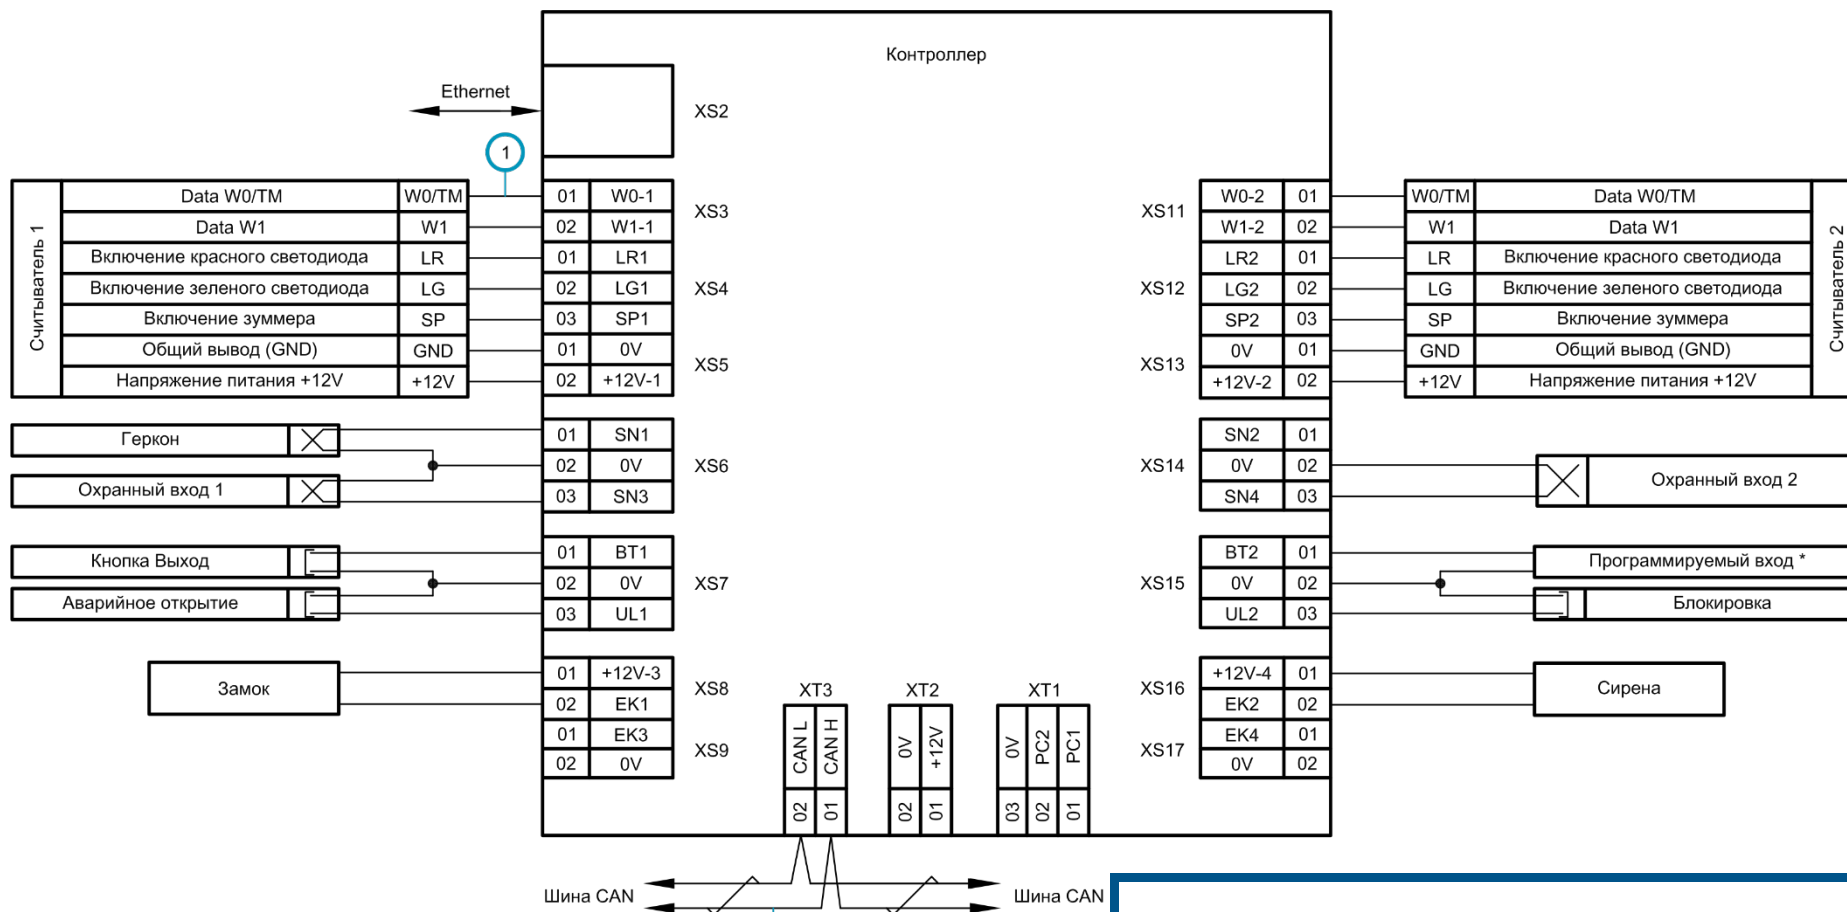 Контроллер
Ethernet
XS2
1
Считыватель 1
Data W0/TM W0/TM 01 W0-1
Data W1 W1 02 W1-1
XS3
Включение красного светодиода LR 01 LR1
Включение зеленого светодиода LG 02 LG1
Включение зуммера SP 03 SP1
XS4
Общий вывод (GND) GND 01 0V
Напряжение питания +12V +12V 02 +12V-1
XS5
Геркон
Охранный вход 1
01 SN1
02 0V
03 SN3
XS6
Кнопка Выход
Аварийное открытие
01 BT1
02 0V
03 UL1
XS7
Замок
01 +12V-3
02 EK1
XS8
01 EK3
02 0V
XS9
XT3
CAN L CAN H
02 01
XT2
0V +12V
02 01
XT1
0V PC2 PC1
03 02 01
XS11
W0-2 01 W0/TM Data W0/TM
W1-2 02 W1 Data W1
XS12
LR2 01 LR Включение красного светодиода
LG2 02 LG Включение зеленого светодиода
SP2 03 SP Включение зуммера
XS13
0V 01 GND Общий вывод (GND)
+12V-2 02 +12V Напряжение питания +12V
Считыватель 2
XS14
SN2 01
0V 02
SN4 03
Охранный вход 2
XS15
BT2 01
0V 02
UL2 03
Программируемый вход *
Блокировка
XS16
+12V-4 01
EK2 02
Сирена
XS17
EK4 01
0V 02
Шина CAN
Шина CAN